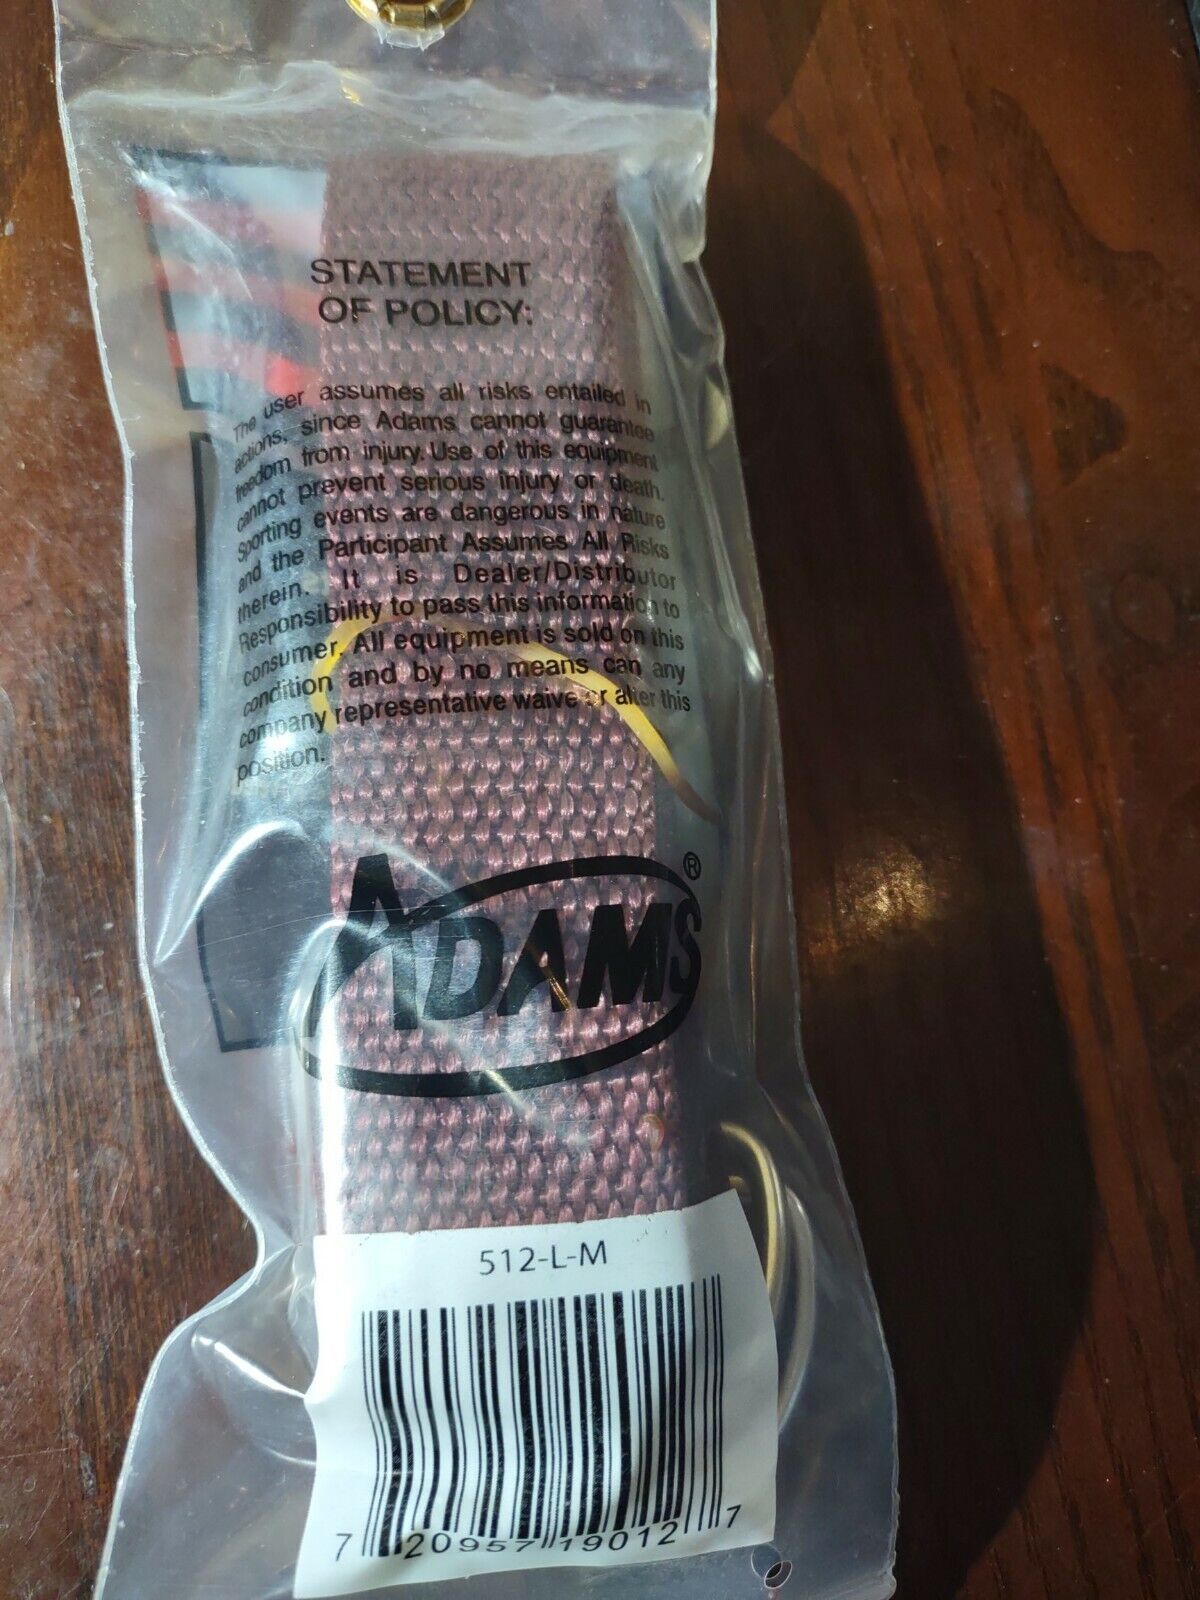 STATEMENT
OF POLICY:
The user assumes all risks entailed in
actions, since Adams cannot guarantee
freedom from injury. Use of this equipment
cannot prevent serious injury or death.
Sporting events are dangerous in nature
and the Participant Assumes All Risks
therein. It is Dealer/Distributor
Responsibility to pass this information to
consumer. All equipment is sold on this
condition and by no means can any
company representative waive or alter this
position.
ADAMS®
512-L-M
7 20957 19012 7